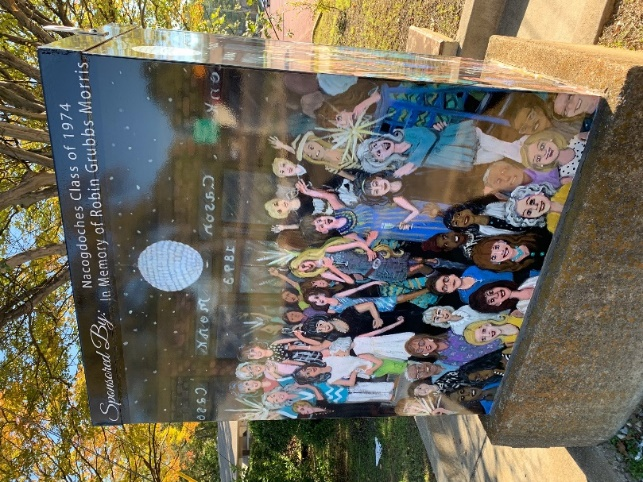 Sponsored By:
Nacogdoches Class of 1974
In Memory of Robin Grubbs Morris